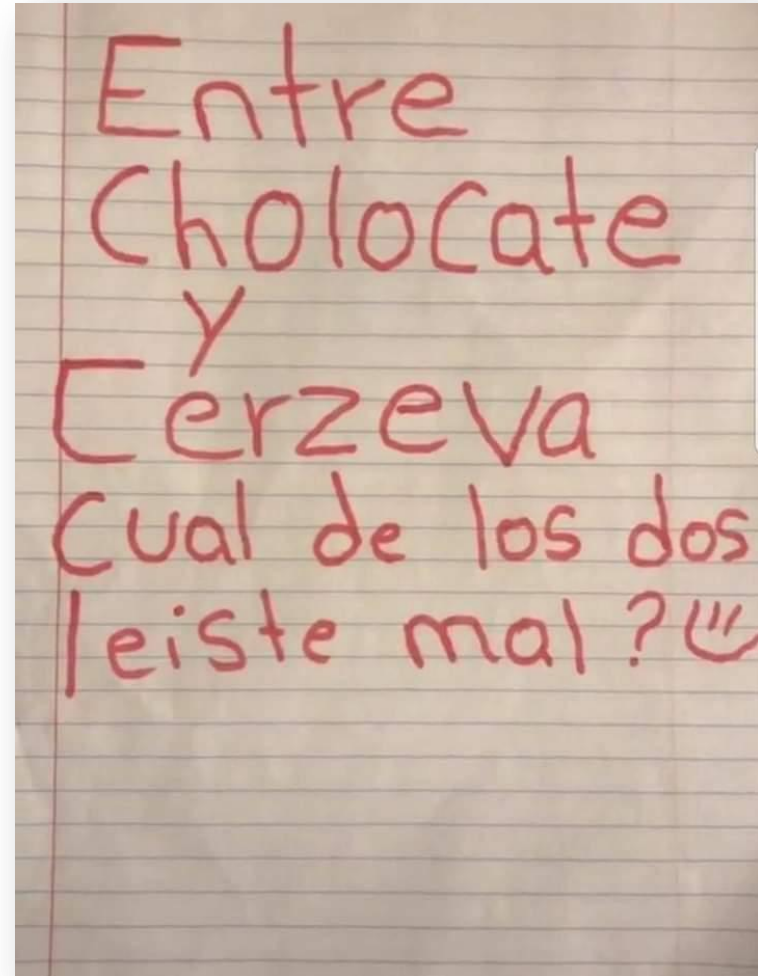 Entre
Cholocate
y
Cerzeva
Cual de los dos
leiste mal ?